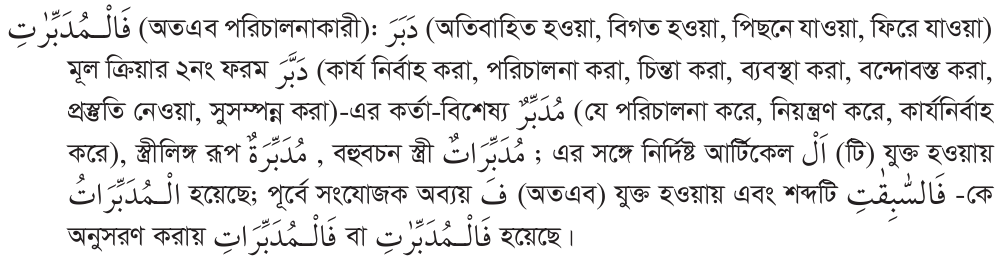 فَالْمُدَبِّرٰتِ (অতএব পরিচালনাকারী): دَبَرَ (অতিবাহিত হওয়া, বিগত হওয়া, পিছনে যাওয়া, ফিরে যাওয়া)
মূল ক্রিয়ার ২নং ফরম دَبَّرَ (কার্য নির্বাহ করা, পরিচালনা করা, চিন্তা করা, ব্যবস্থা করা, বন্দোবস্ত করা,
প্রস্তুতি নেওয়া, সুসম্পন্ন করা)-এর কর্তা-বিশেষ্য مُدَبِّرٌ (যে পরিচালনা করে, নিয়ন্ত্রণ করে, কার্যনির্বাহ
করে), স্ত্রীলিঙ্গ রূপ مُدَبِّرَةٌ , বহুবচন স্ত্রী مُدَبِّرَاتٌ ; এর সঙ্গে নির্দিষ্ট আর্টিকেল اَلْ (টি) যুক্ত হওয়ায়
الْـمُدَبِّرَاتُ হয়েছে; পূর্বে সংযোজক অব্যয় فَ (অতএব) যুক্ত হওয়ায় এবং শব্দটি فَالسّٰبِقٰتِ -কে
অনুসরণ করায় فَالْـمُدَبِّرَاتِ বা فَالْـمُدَبِّرٰتِ হয়েছে।